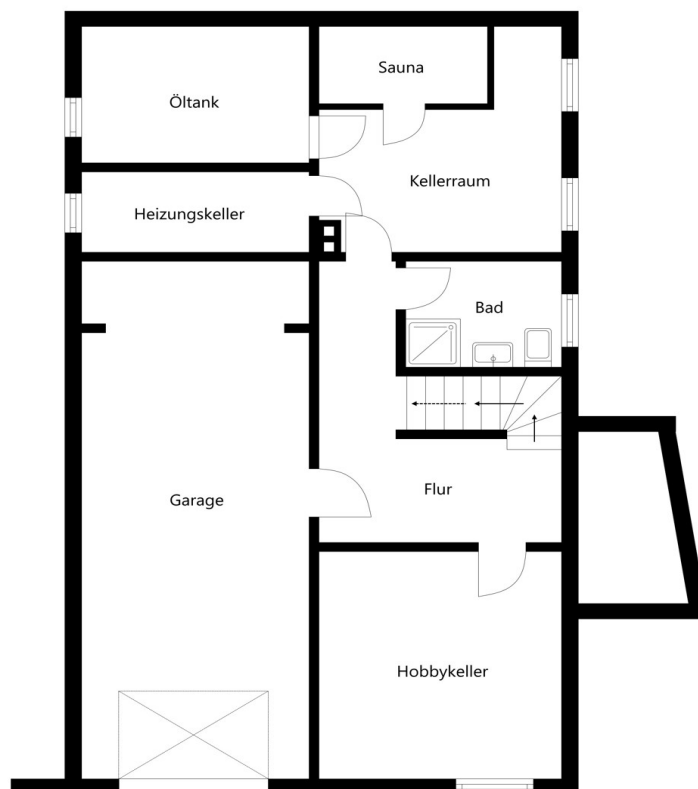 Sauna
Öltank
Kellerraum
Heizungskeller
Bad
Flur
Garage
Hobbykeller